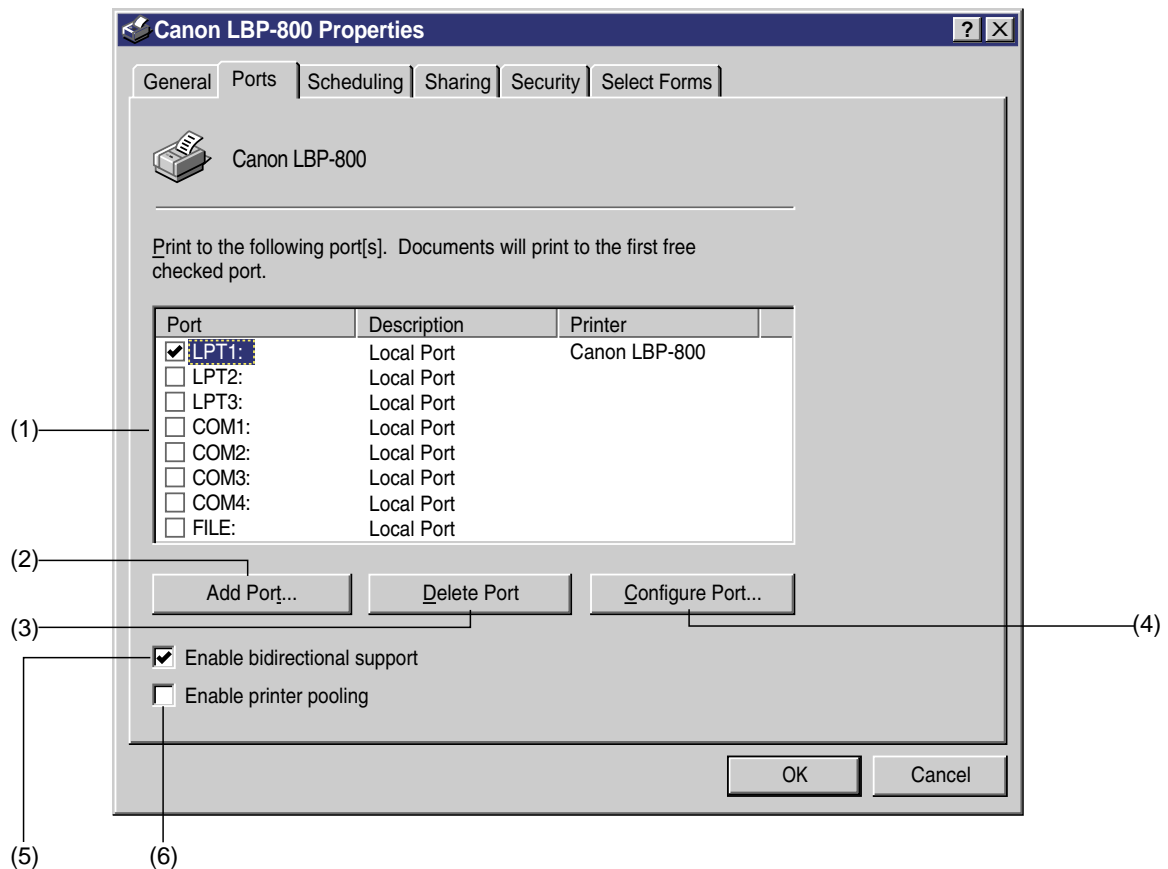 Canon LBP-800 Properties
?
General Ports Scheduling Sharing Security Select Forms
Canon LBP-800
Print to the following port[s]. Documents will print to the first free
checked port.
Port Description Printer
LPT1: Local Port Canon LBP-800
LPT2: Local Port
LPT3: Local Port
(1) COM1: Local Port
COM2: Local Port
COM3: Local Port
COM4: Local Port
FILE: Local Port
(2)
Add Port... Delete Port Configure Port...
(3) (4)
Enable bidirectional support
Enable printer pooling
OK Cancel
(5) (6)